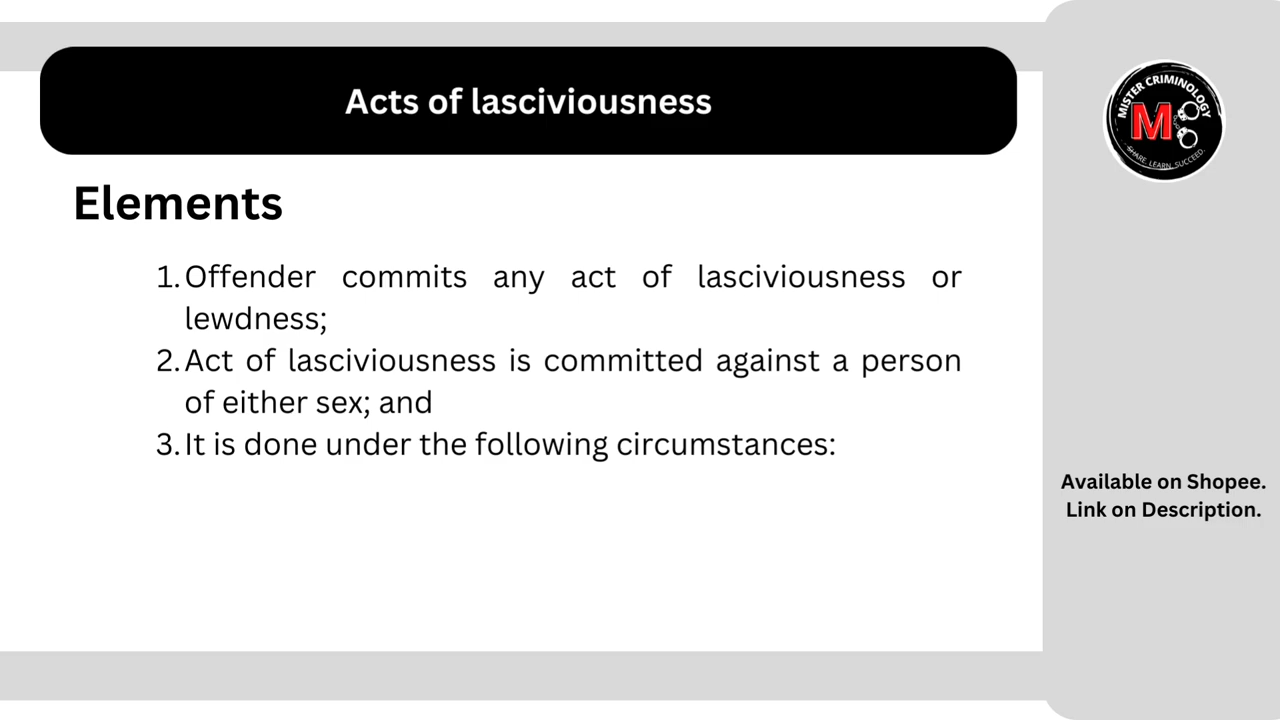 Acts of lasciviousness
MISTER CRIMINOLOGY
M
SHARE. LEARN. SUCCEED.
Elements
1. Offender commits any act of lasciviousness or
lewdness;
2. Act of lasciviousness is committed against a person
of either sex; and
3. It is done under the following circumstances:
Available on Shopee.
Link on Description.